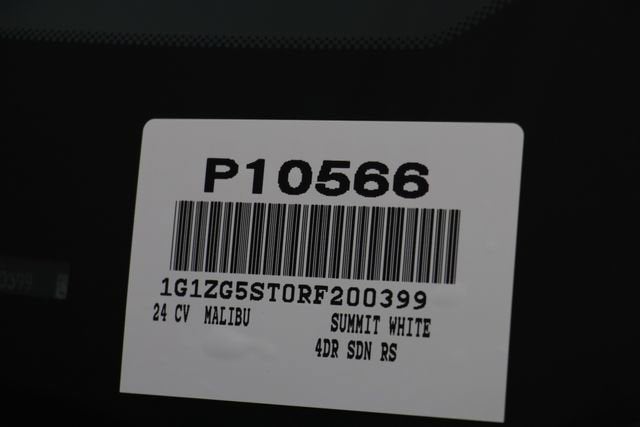 P10566
1G1ZG5ST0RF200399
24 CV MALIBU SUMMIT WHITE
4DR SDN RS